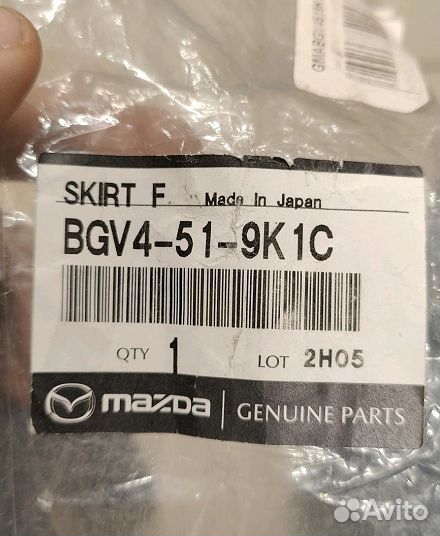 SKIRT F. Made in Japan
BGV4-51-9K1C
QTY 1 LOT 2H05
mazda GENUINE PARTS
Avito